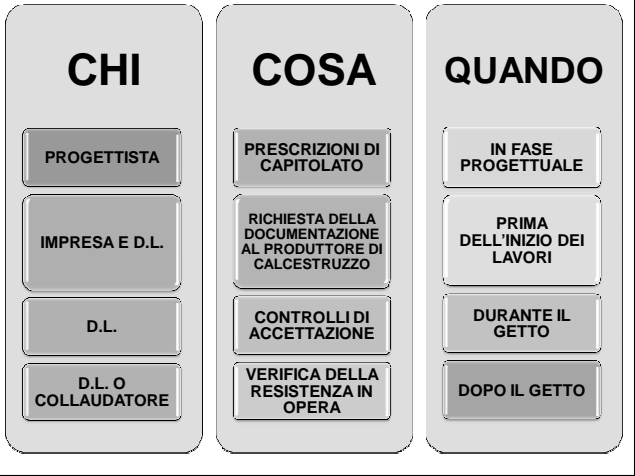 CHI
PROGETTISTA
IMPRESA E D.L.
D.L.
D.L. O
COLLAUDATORE
COSA
PRESCRIZIONI DI
CAPITOLATO
RICHIESTA DELLA
DOCUMENTAZIONE
AL PRODUTTORE DI
CALCESTRUZZO
CONTROLLI DI
ACCETTAZIONE
VERIFICA DELLA
RESISTENZA IN
OPERA
QUANDO
IN FASE
PROGETTUALE
PRIMA
DELL'INIZIO DEI
LAVORI
DURANTE IL
GETTO
DOPO IL GETTO